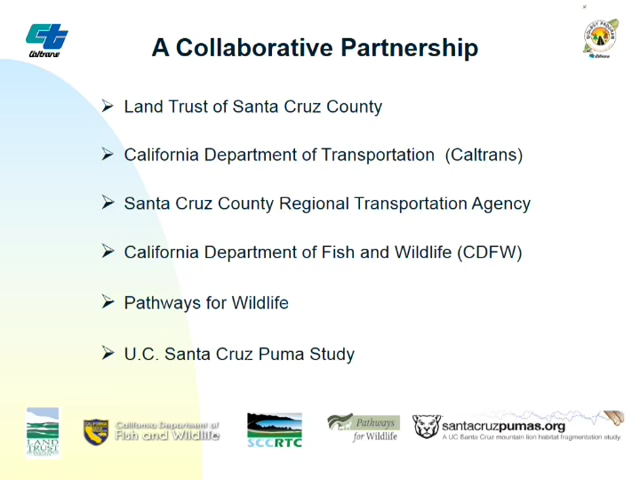 A Collaborative Partnership
Caltrans
Land Trust of Santa Cruz County
California Department of Transportation (Caltrans)
Santa Cruz County Regional Transportation Agency
California Department of Fish and Wildlife (CDFW)
Pathways for Wildlife
U.C. Santa Cruz Puma Study
LAND
TRUST
California Department of
Fish and Wildlife
SCCRTC
Pathways
for Wildlife
santacruzpumas.org
A UC Santa Cruz mountain lion habitat fragmentation study